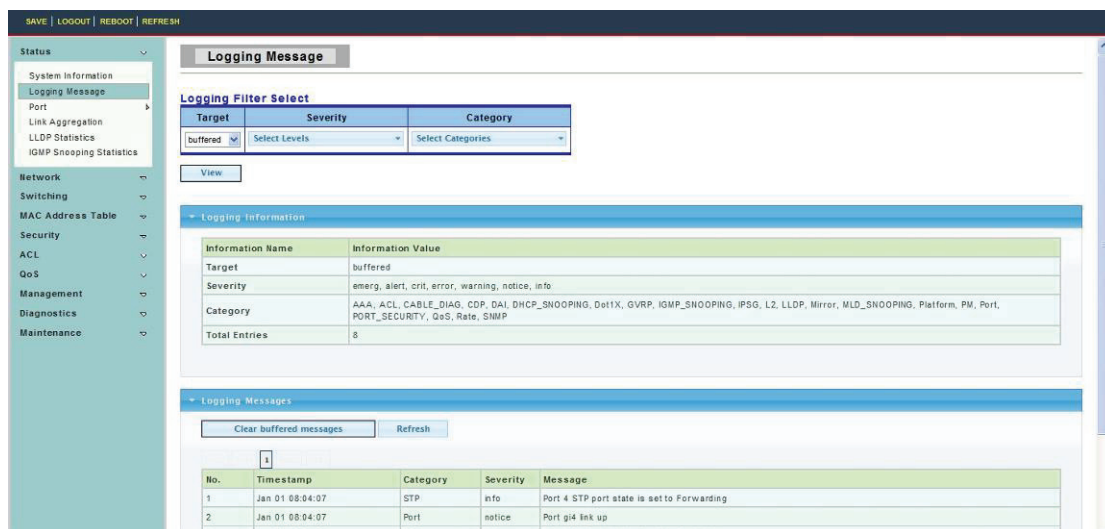 SAVE | LOGOUT | REBOOT | REFRESH
Status
System Information
Logging Message
Port
Link Aggregation
LLDP Statistics
IGMP Snooping Statistics
Network
Switching
MAC Address Table
Security
ACL
QoS
Management
Diagnostics
Maintenance
Logging Message
Logging Filter Select
Target Severity Category
buffered Select Levels Select Categories
View
Logging Information
Information Name Information Value
Target buffered
Severity emerg, alert, crit, error, warning, notice, info
Category AAA, ACL, CABLE_DIAG, CDP, DAI, DHCP_SNOOPING, Dot1X, GVRP, IGMP_SNOOPING, IPSG, L2, LLDP, Mirror, MLD_SNOOPING, Platform, PM, Port,
PORT_SECURITY, QoS, Rate, SNMP
Total Entries 8
Logging Messages
Clear buffered messages Refresh
1
No. Timestamp Category Severity Message
1 Jan 01 08:04:07 STP info Port 4 STP port state is set to Forwarding
2 Jan 01 08:04:07 Port notice Port gi4 link up